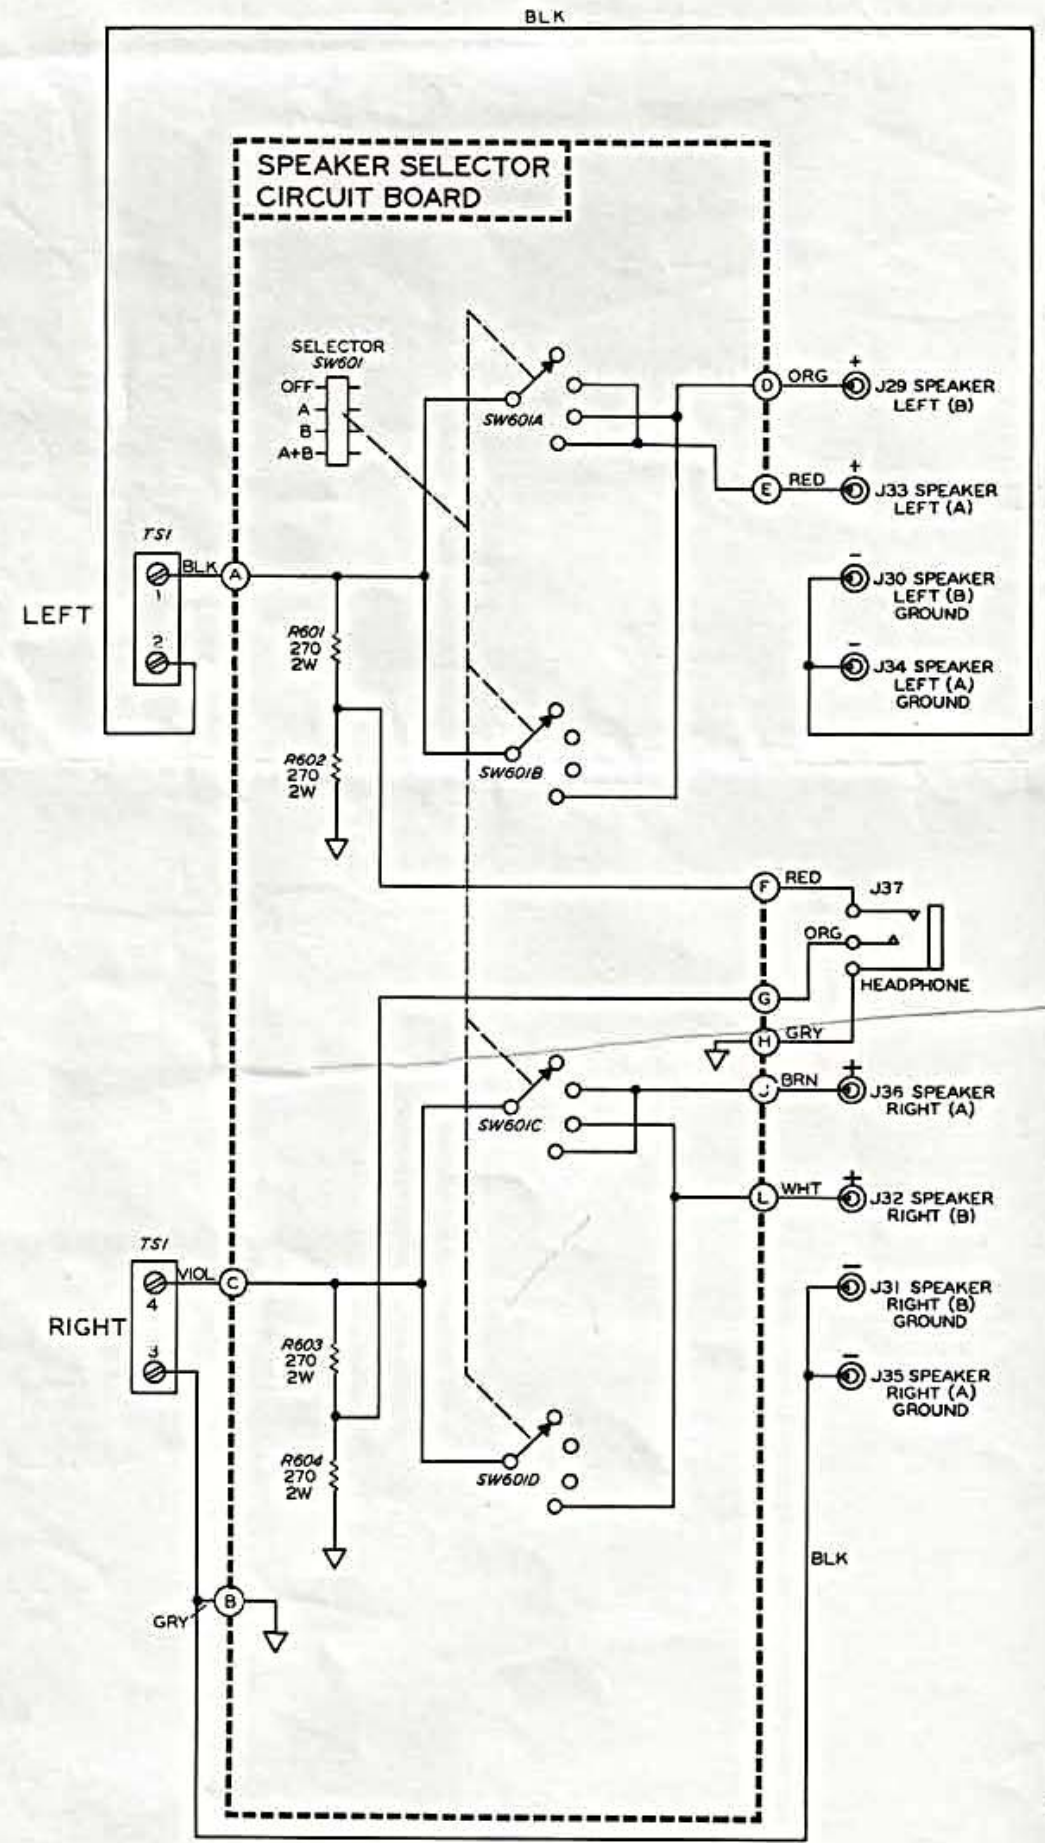 BLK
SPEAKER SELECTOR
CIRCUIT BOARD
SELECTOR
SW601
OFF
A
B
A+B
SW601A
D
ORG
+
J29 SPEAKER
LEFT (B)
E
RED
+
J33 SPEAKER
LEFT (A)
TS1
1
BLK
A
LEFT
2
-
J30 SPEAKER
LEFT (B)
GROUND
-
J34 SPEAKER
LEFT (A)
GROUND
R601
270
2W
R602
270
2W
SW601B
F
RED
J37
ORG
HEADPHONE
G
H
GRY
SW601C
J
BRN
+
J36 SPEAKER
RIGHT (A)
L
WHT
+
J32 SPEAKER
RIGHT (B)
TS1
4
VIOL
C
RIGHT
3
-
J31 SPEAKER
RIGHT (B)
GROUND
-
J35 SPEAKER
RIGHT (A)
GROUND
R603
270
2W
R604
270
2W
SW601D
BLK
B
GRY